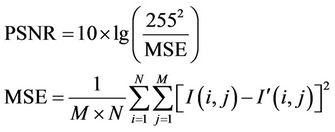 PSNR = 10 × lg(255² / MSE)
MSE = 1 / (M × N) ∑_{i=1}^{N} ∑_{j=1}^{M} [I(i, j) − I′(i, j)]²